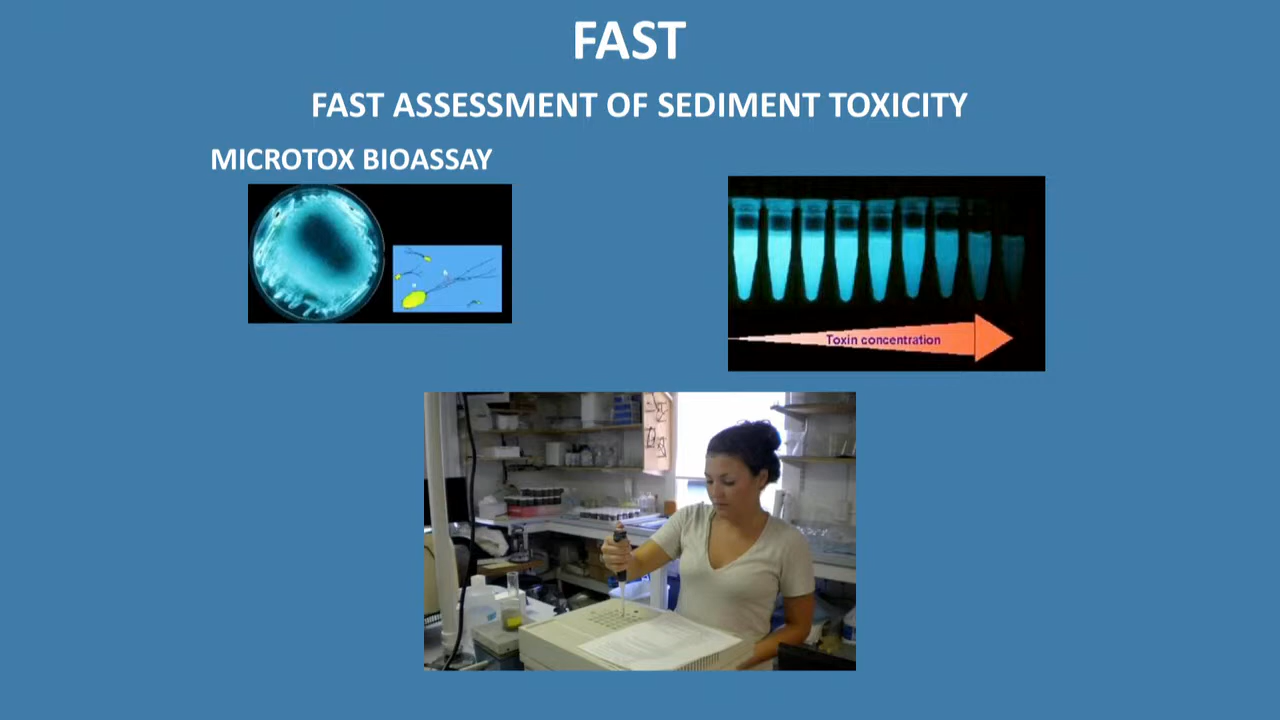 FAST
FAST ASSESSMENT OF SEDIMENT TOXICITY
MICROTOX BIOASSAY
Toxin concentration